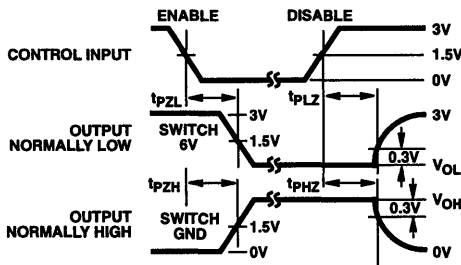 ENABLE DISABLE
CONTROL INPUT
3V
1.5V
0V
tPZL tPLZ
OUTPUT
NORMALLY LOW
SWITCH
6V
3V
1.5V
3V
0.3V
VOL
tPZH tPHZ
OUTPUT
NORMALLY HIGH
SWITCH
GND
1.5V
0V
VOH
0.3V
0V